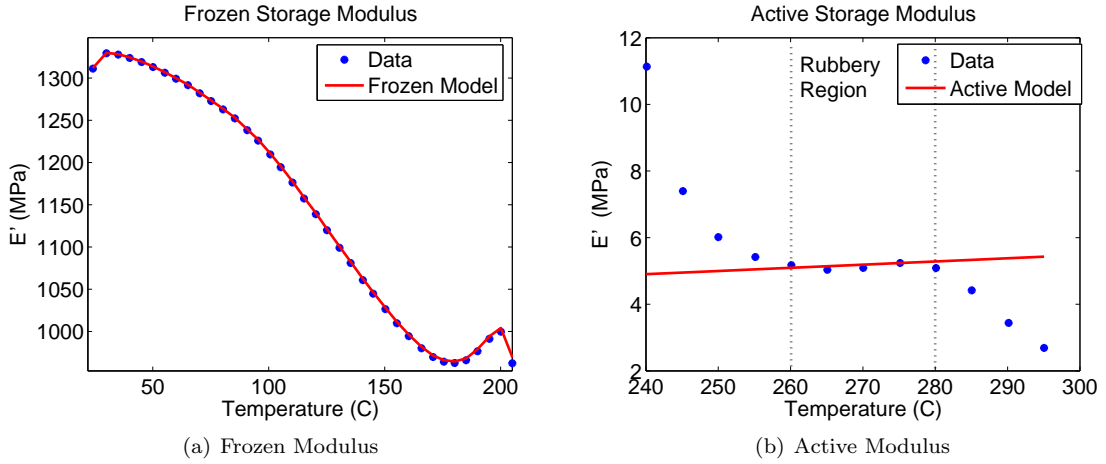 Frozen Storage Modulus
Data
Frozen Model
1300
1250
1200
1150
1100
1050
1000
E' (MPa)
50
100
150
200
Temperature (C)
(a) Frozen Modulus
Active Storage Modulus
12
10
8
6
4
2
E' (MPa)
Rubbery
Region
Data
Active Model
240
250
260
270
280
290
300
Temperature (C)
(b) Active Modulus